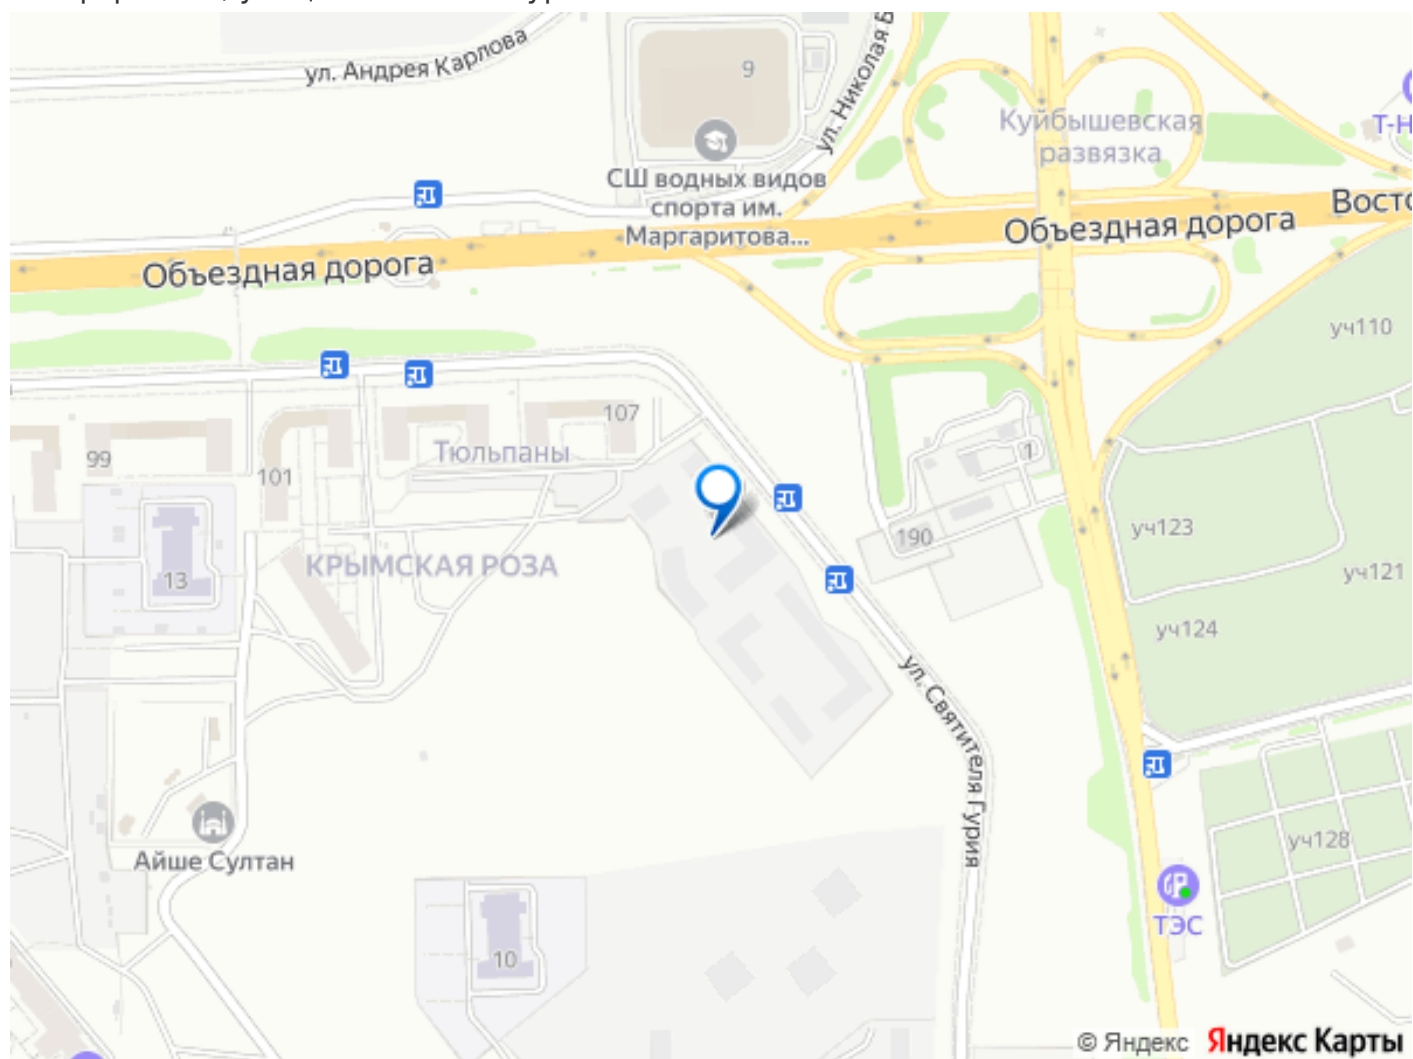 ул. Андрея Карлова
9
ул. Николая Б
Куйбышевская
развязка
Т-Н
СШ водных видов
спорта им.
Маргаритова...
Объездная дорога
Восто
Объездная дорога
уч110
107
Тюльпаны
99
101
1
190
уч123
КРЫМСКАЯ РОЗА
13
уч121
уч124
ул. Святителя Гурия
уч128
Айше Султан
ТЭС
10
© Яндекс Яндекс Карты